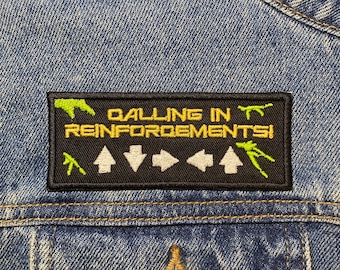 CALLING IN
REINFORCEMENTS!
⬆⬇➡⬅⬆